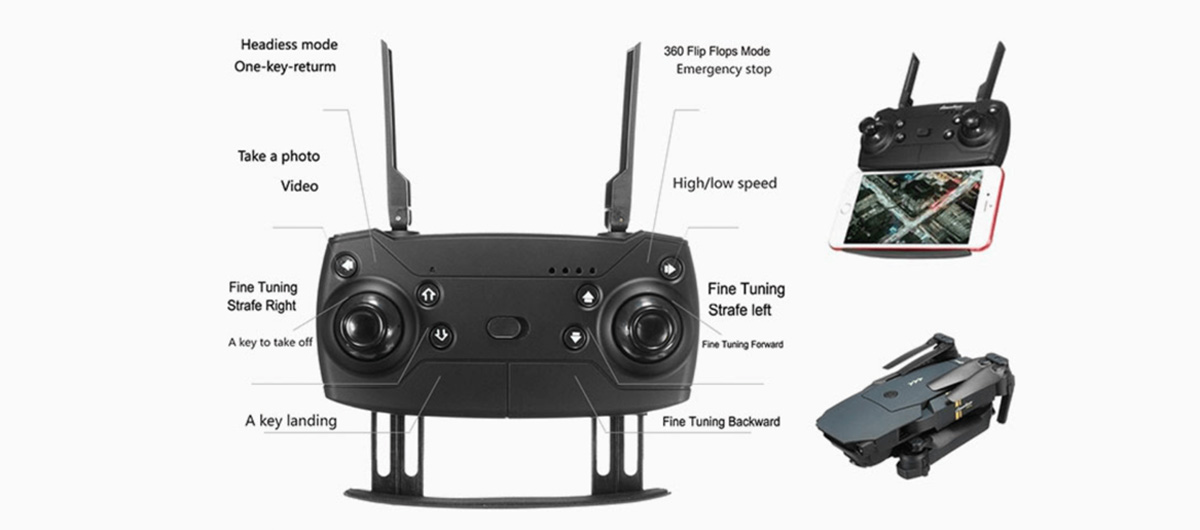 Headiess mode
One-key-returm
Take a photo
Video
Fine Tuning
Strafe Right
A key to take off
A key landing
360 Flip Flops Mode
Emergency stop
High/low speed
Fine Tuning
Strafe left
Fine Tuning Forward
Fine Tuning Backward